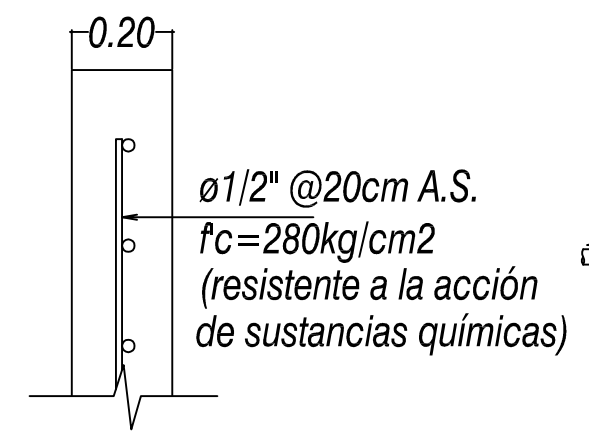 0.20
ø1/2" @20cm A.S.
f'c=280kg/cm2
(resistente a la acción
de sustancias químicas)